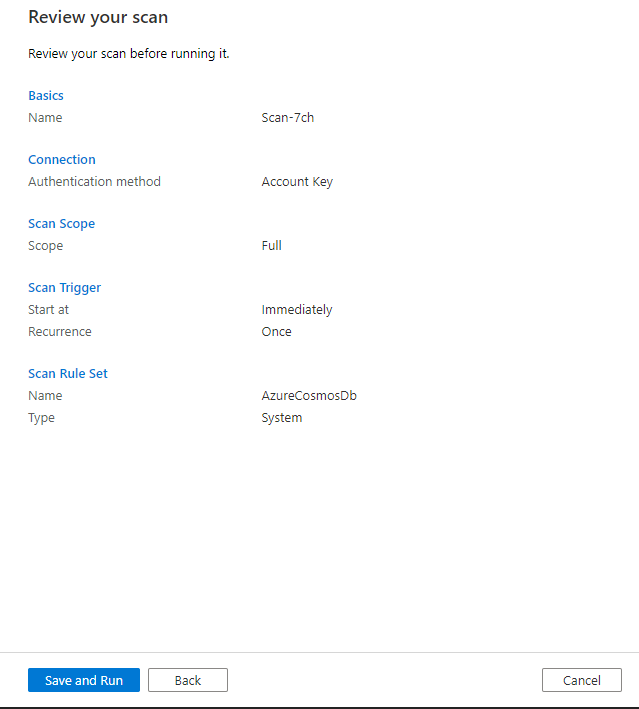 Review your scan
Review your scan before running it.
Basics
Name Scan-7ch
Connection
Authentication method Account Key
Scan Scope
Scope Full
Scan Trigger
Start at Immediately
Recurrence Once
Scan Rule Set
Name AzureCosmosDb
Type System
Save and Run Back Cancel